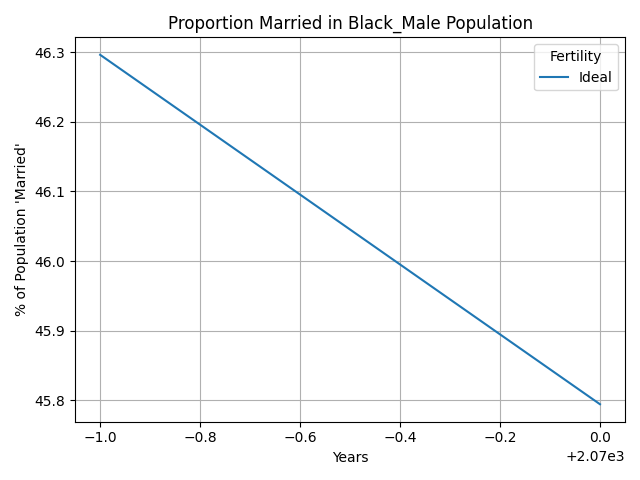 Proportion Married in Black_Male Population
% of Population 'Married'
46.3
46.2
46.1
46.0
45.9
45.8
Fertility
Ideal
−1.0 −0.8 −0.6 −0.4 −0.2 0.0
Years
+2.07e3